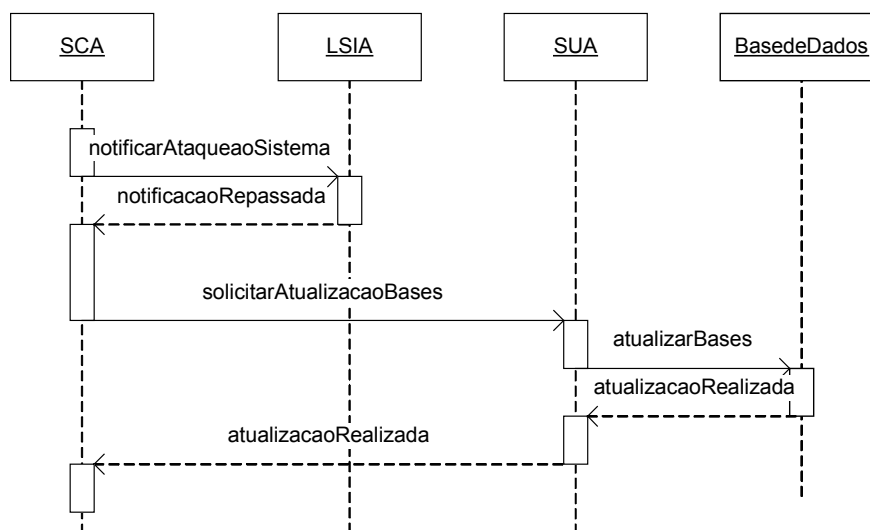 SCA
LSIA
SUA
BasedeDados
notificarAtaqueaoSistema
notificacaoRepassada
solicitarAtualizacaoBases
atualizarBases
atualizacaoRealizada
atualizacaoRealizada